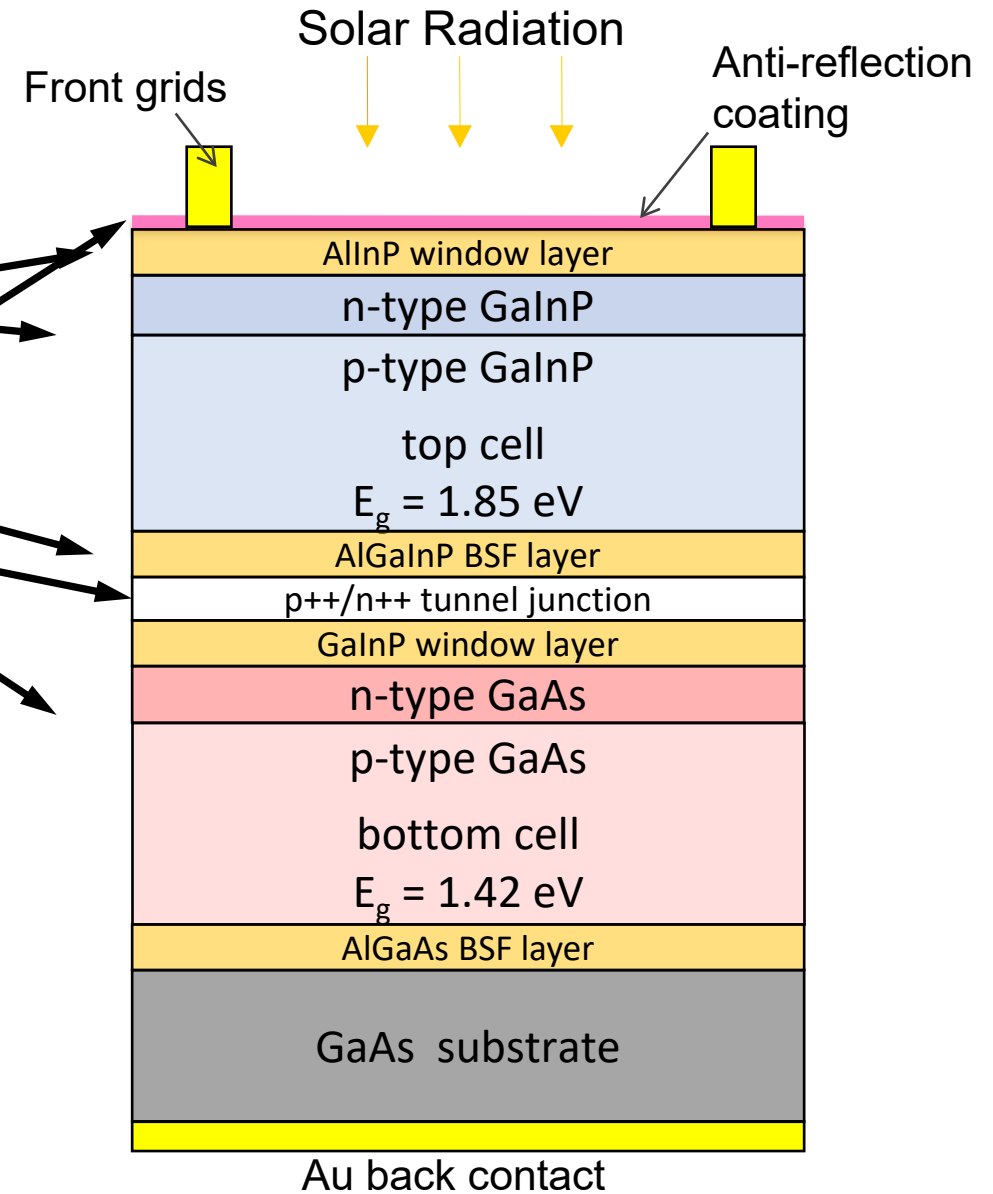 Solar Radiation
Front grids
Anti-reflection
coating
AlInP window layer
n-type GaInP
p-type GaInP
top cell
Eg = 1.85 eV
AlGaInP BSF layer
p++/n++ tunnel junction
GaInP window layer
n-type GaAs
p-type GaAs
bottom cell
Eg = 1.42 eV
AlGaAs BSF layer
GaAs substrate
Au back contact